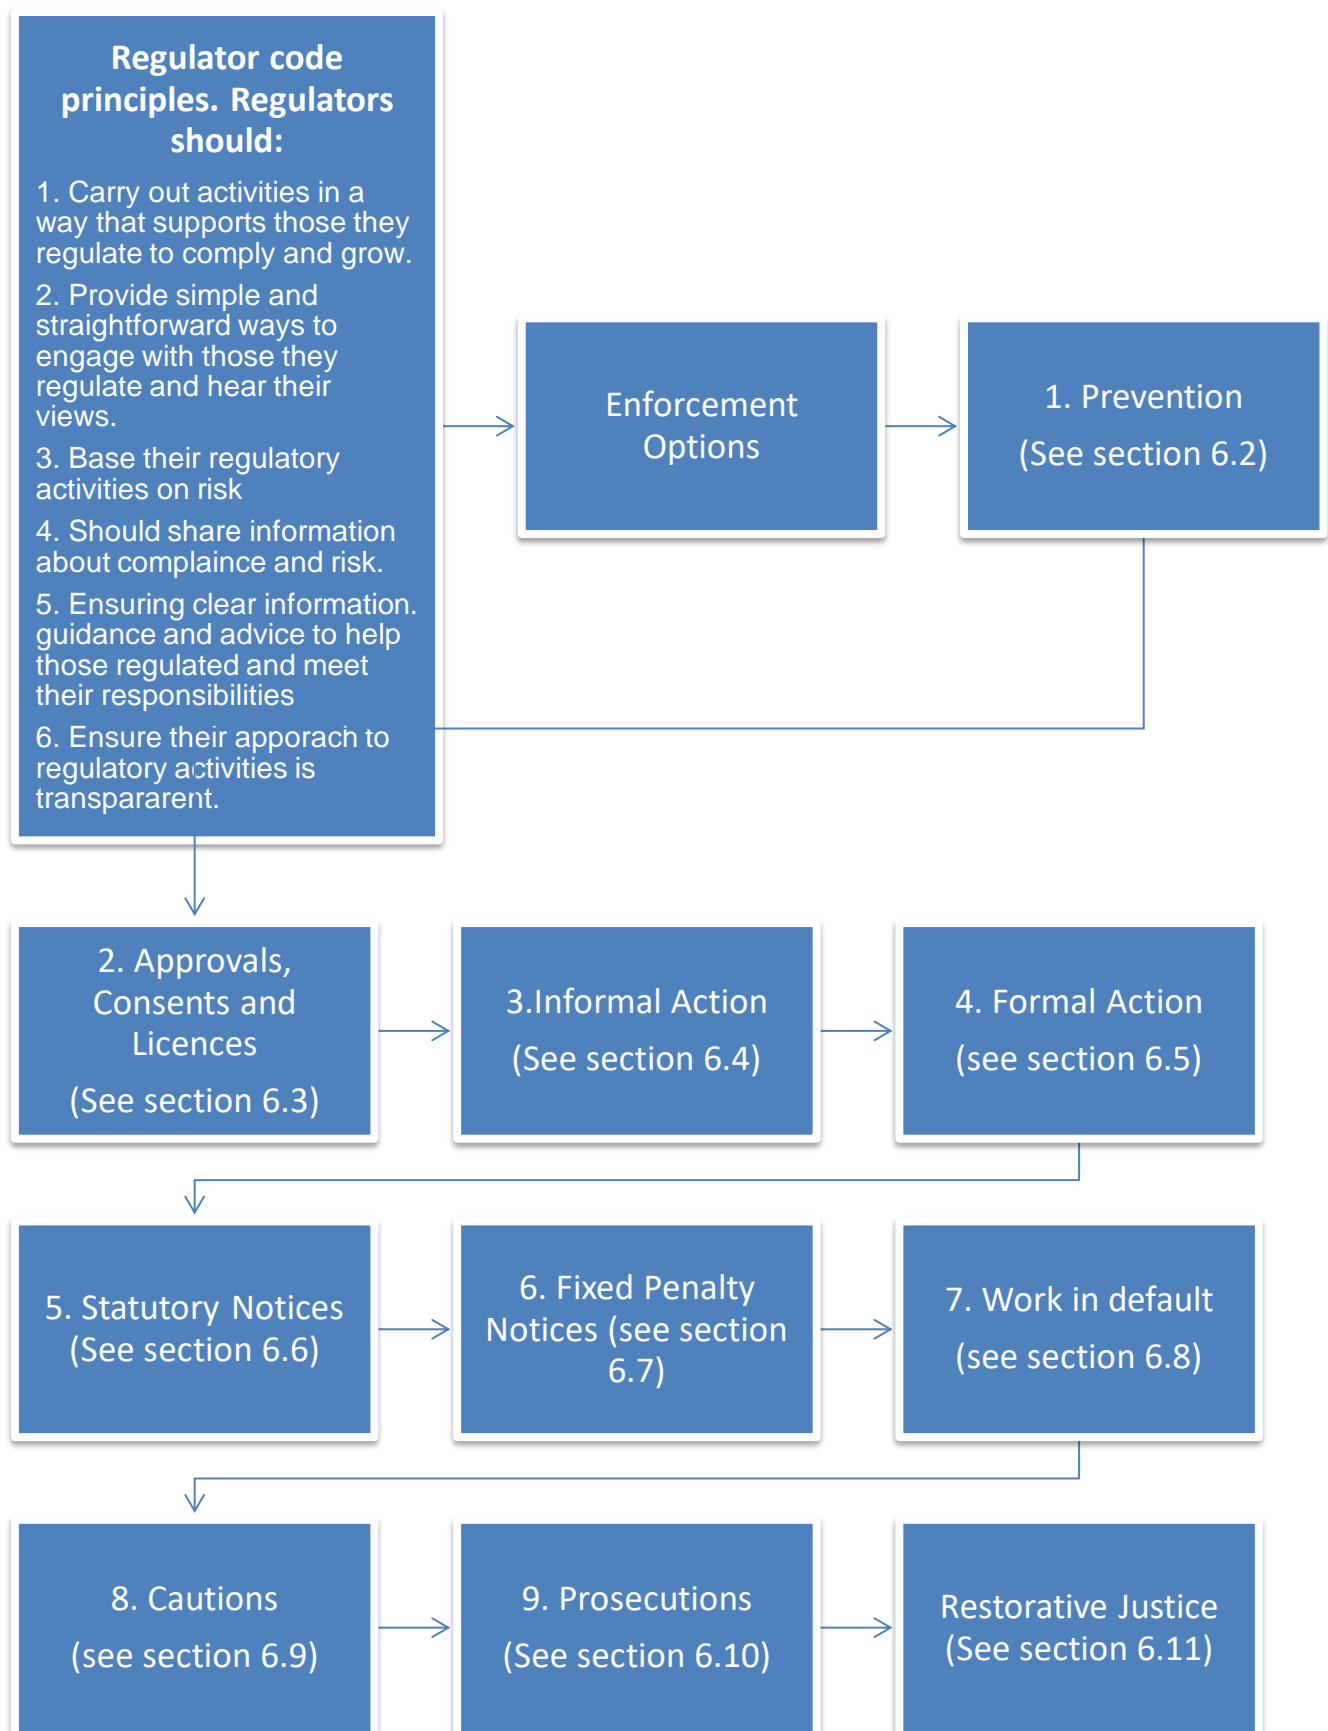 Regulator code
principles. Regulators
should:
1. Carry out activities in a
way that supports those they
regulate to comply and grow.
2. Provide simple and
straightforward ways to
engage with those they
regulate and hear their
views.
3. Base their regulatory
activities on risk
4. Should share information
about complaince and risk.
5. Ensuring clear information.
guidance and advice to help
those regulated and meet
their responsibilities
6. Ensure their apporach to
regulatory activities is
transpararent.
Enforcement
Options
1. Prevention
(See section 6.2)
2. Approvals,
Consents and
Licences
(See section 6.3)
3.Informal Action
(See section 6.4)
4. Formal Action
(see section 6.5)
5. Statutory Notices
(See section 6.6)
6. Fixed Penalty
Notices (see section
6.7)
7. Work in default
(see section 6.8)
8. Cautions
(see section 6.9)
9. Prosecutions
(See section 6.10)
Restorative Justice
(See section 6.11)